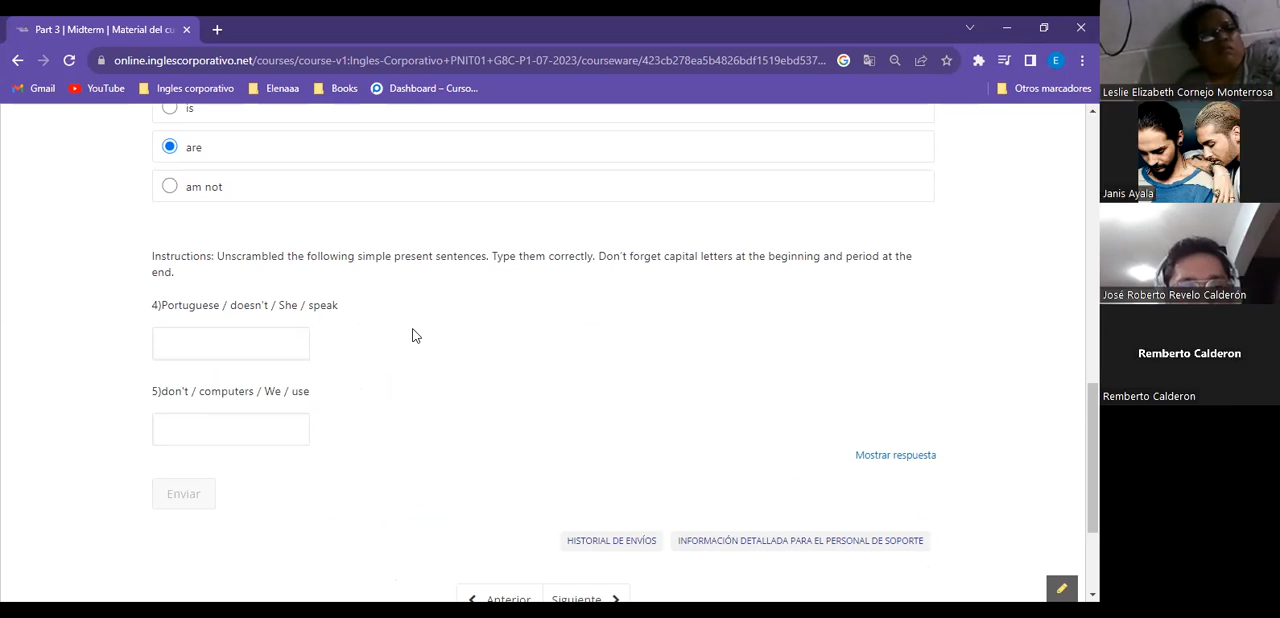 Part 3 | Midterm | Material del cu
online.inglescorporativo.net/courses/course-v1:Ingles-Corporativo+PNIT01+G8C-P1-07-2023/courseware/423cb278ea5b4826bdf1519ebd537...
Gmail
YouTube
Ingles corporativo
Elenaaa
Books
Dashboard – Curso...
Otros marcadores
E
is
are
am not
Instructions: Unscrambled the following simple present sentences. Type them correctly. Don't forget capital letters at the beginning and period at the
end.
4)Portuguese / doesn't / She / speak
5)don't / computers / We / use
Mostrar respuesta
Enviar
HISTORIAL DE ENVÍOS
INFORMACIÓN DETALLADA PARA EL PERSONAL DE SOPORTE
Anterior
Siguiente
Leslie Elizabeth Cornejo Monterrosa
Janis Ayala
José Roberto Revelo Calderón
Remberto Calderon
Remberto Calderon